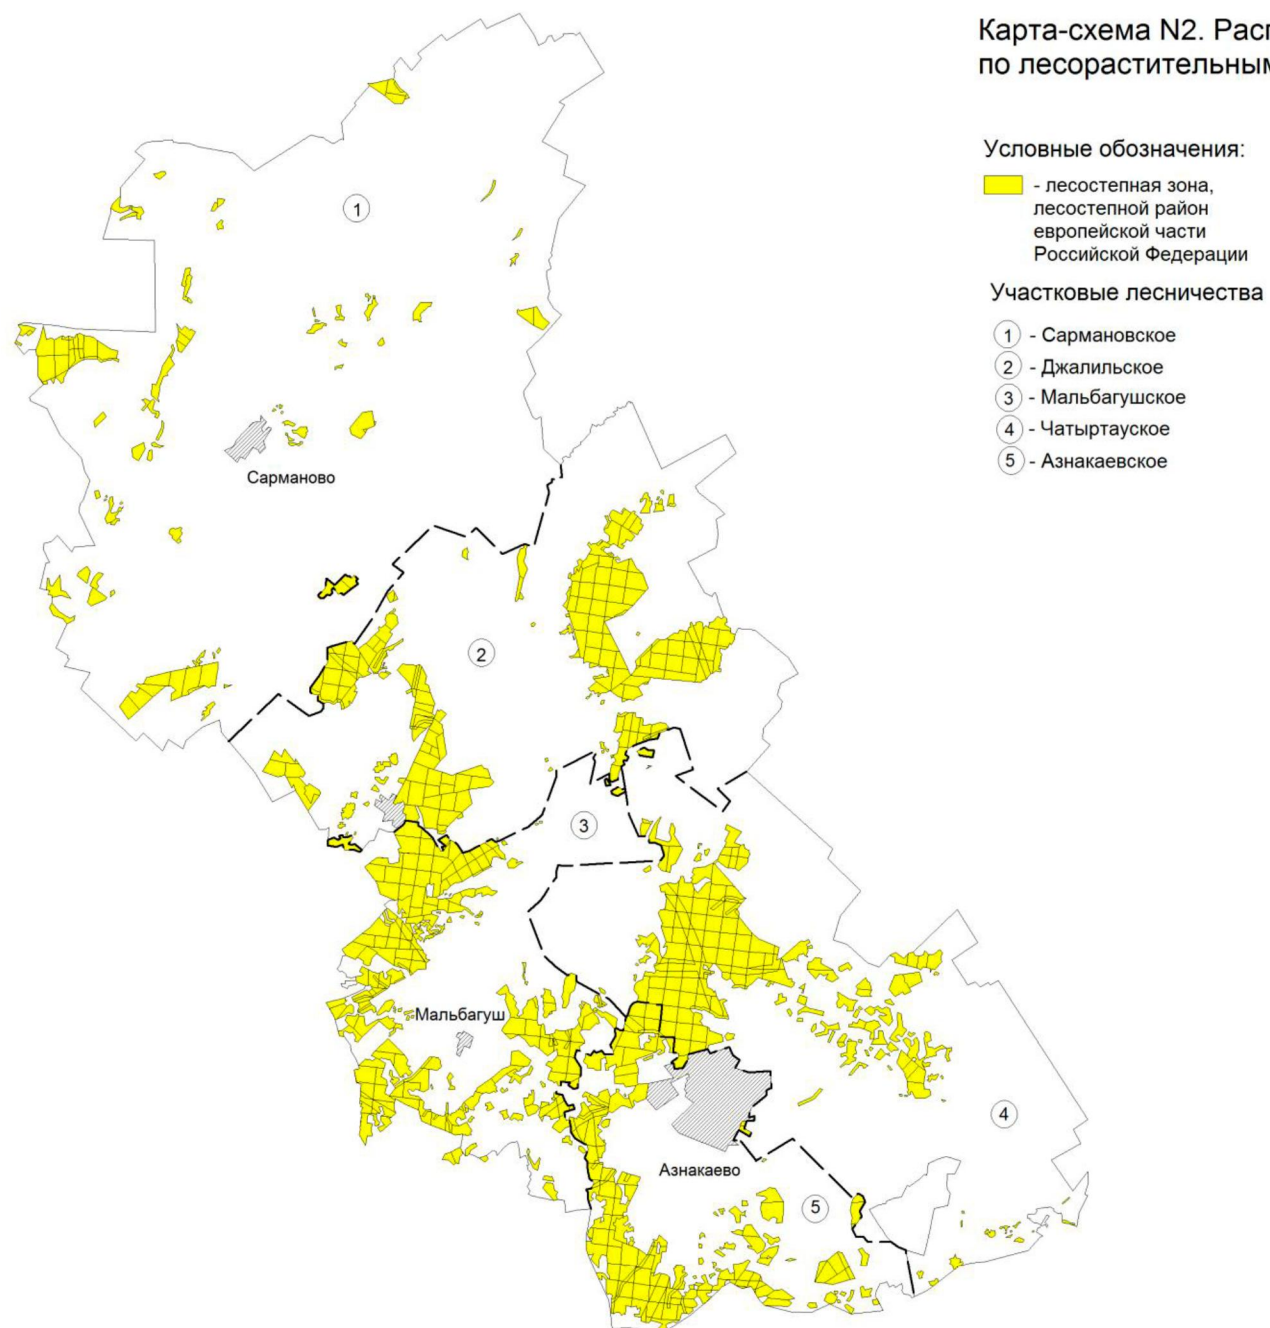 Карта-схема N2. Расп
по лесорастительным
Условные обозначения:
- лесостепная зона,
лесостепной район
европейской части
Российской Федерации
Участковые лесничества
1 - Сармановское
2 - Джалильское
3 - Мальбагушское
4 - Чатыртауское
5 - Азнакаевское
1
Сарманово
2
3
Мальбагуш
4
Азнакаево
5